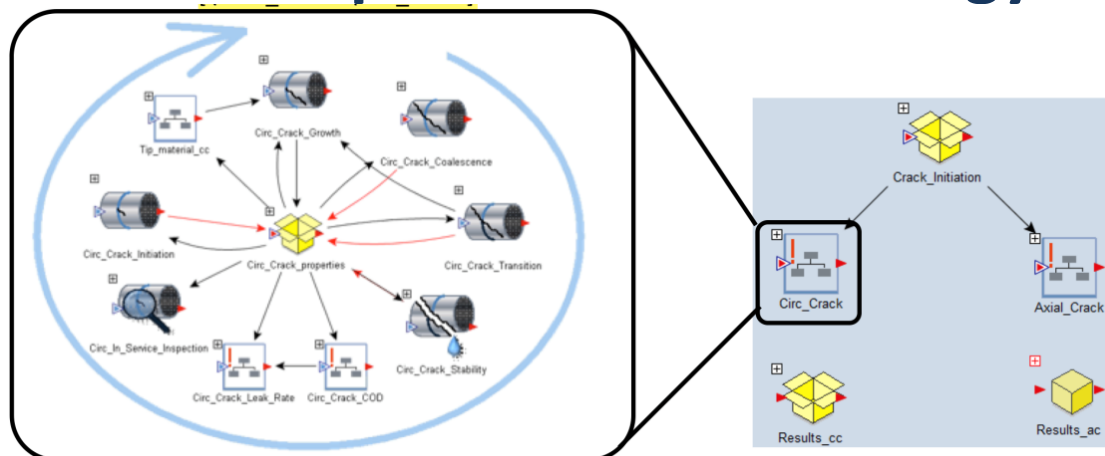 Circ_Crack_Growth
Tip_material_cc
Circ_Crack_Coalescence
Circ_Crack_Initiation
Circ_Crack_properties
Circ_Crack_Transition
Circ_In_Service_Inspection
Circ_Crack_Stability
Circ_Crack_Leak_Rate Circ_Crack_COD
Crack_Initiation
Circ_Crack
Axial_Crack
Results_cc
Results_ac